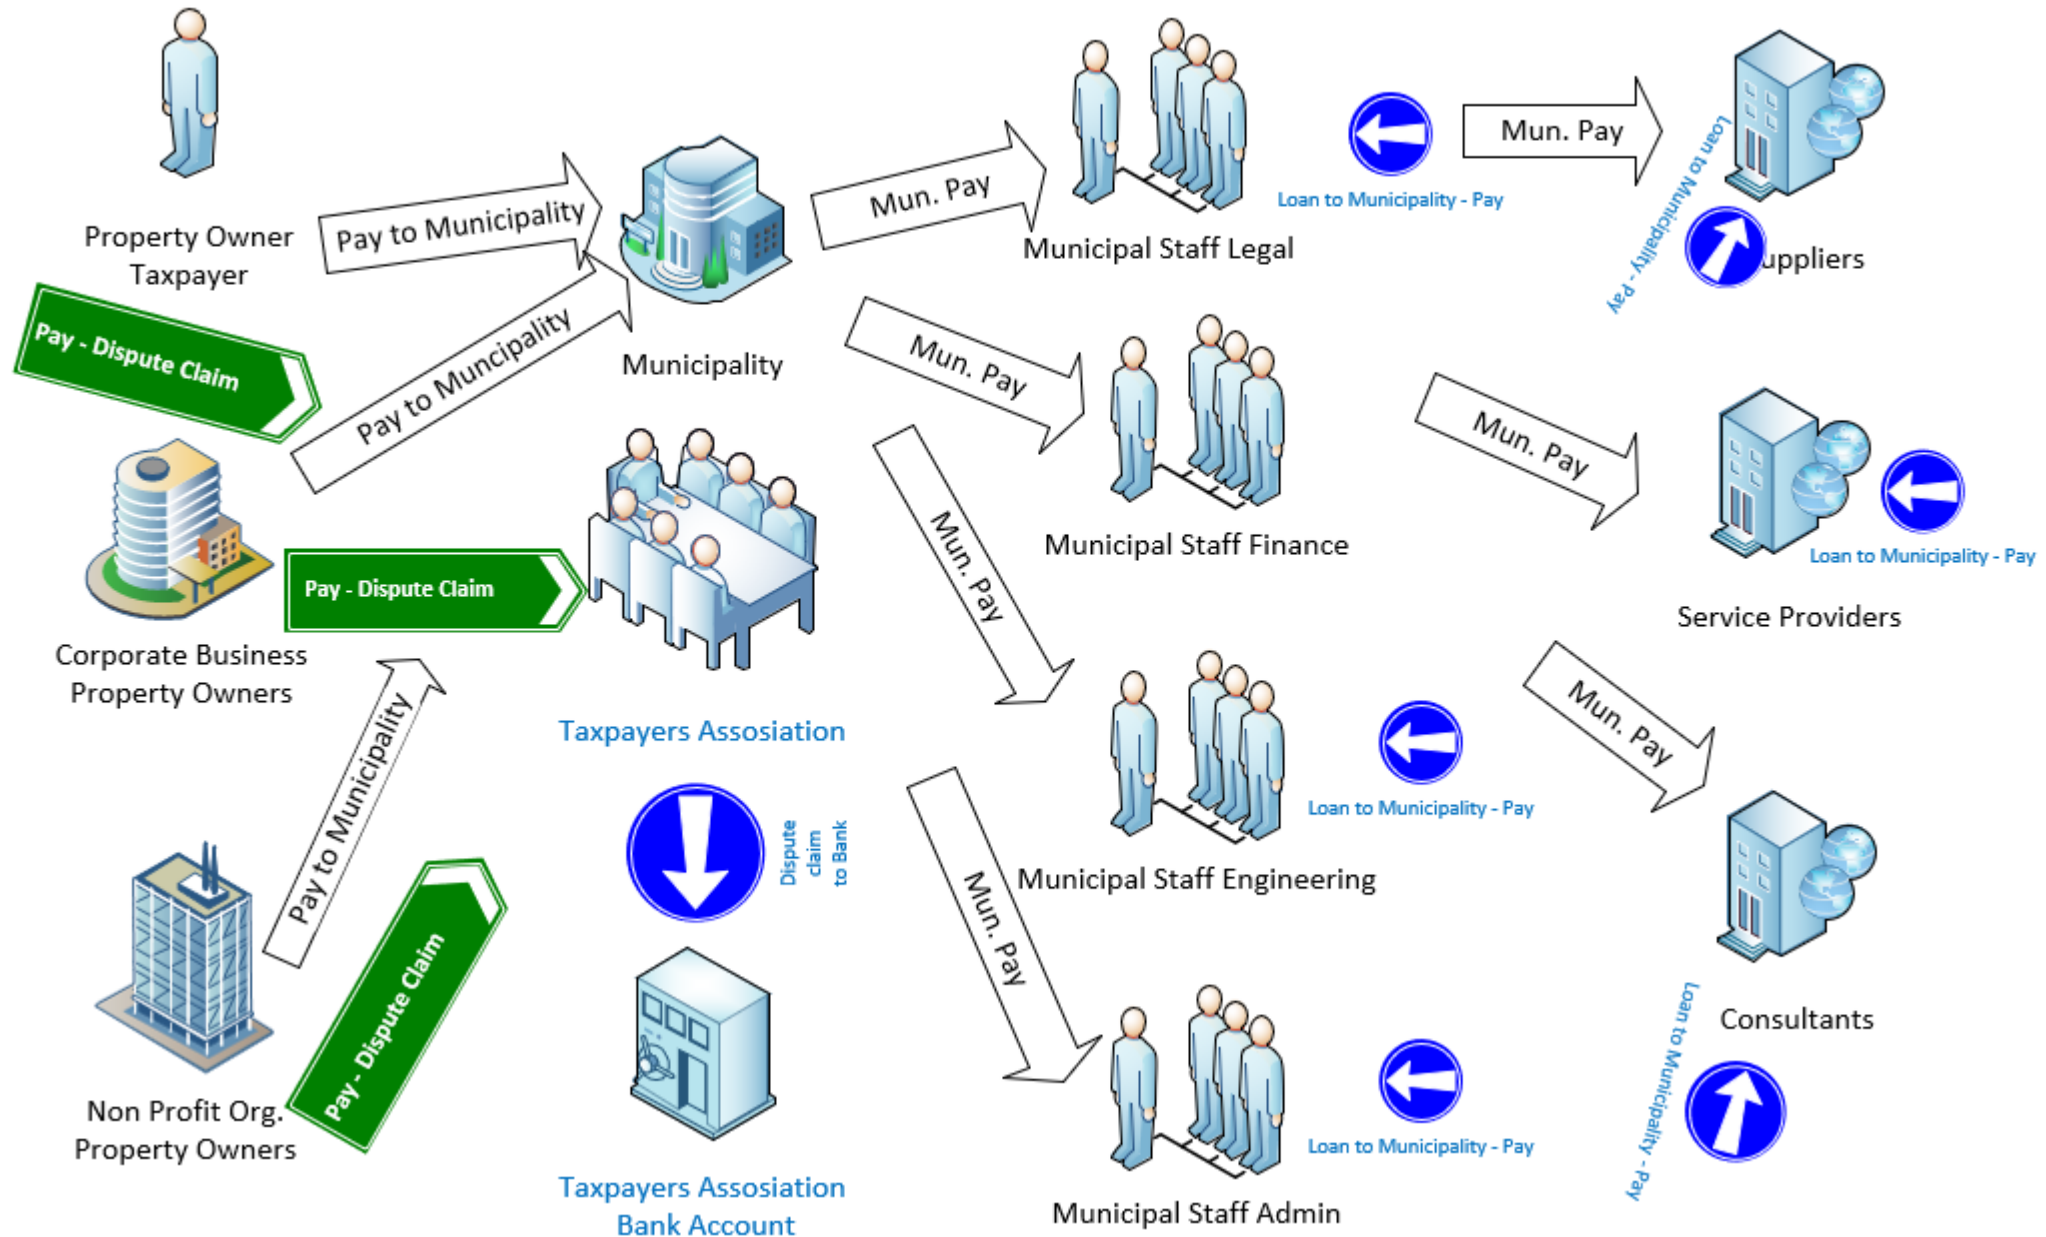 Property Owner
Taxpayer
Pay to Municipality
Pay - Dispute Claim
Pay to Muncipality
Municipality
Mun. Pay
Municipal Staff Legal
Loan to Municipality - Pay
Mun. Pay
Loan to Municipality - Pay
uppliers
Mun. Pay
Municipal Staff Finance
Mun. Pay
Service Providers
Loan to Municipality - Pay
Corporate Business
Property Owners
Pay - Dispute Claim
Taxpayers Assosiation
Mun. Pay
Municipal Staff Engineering
Loan to Municipality - Pay
Mun. Pay
Consultants
Loan to Municipality - Pay
Pay to Municipality
Non Profit Org.
Property Owners
Pay - Dispute Claim
Dispute
claim
to Bank
Taxpayers Assosiation
Bank Account
Mun. Pay
Municipal Staff Admin
Loan to Municipality - Pay